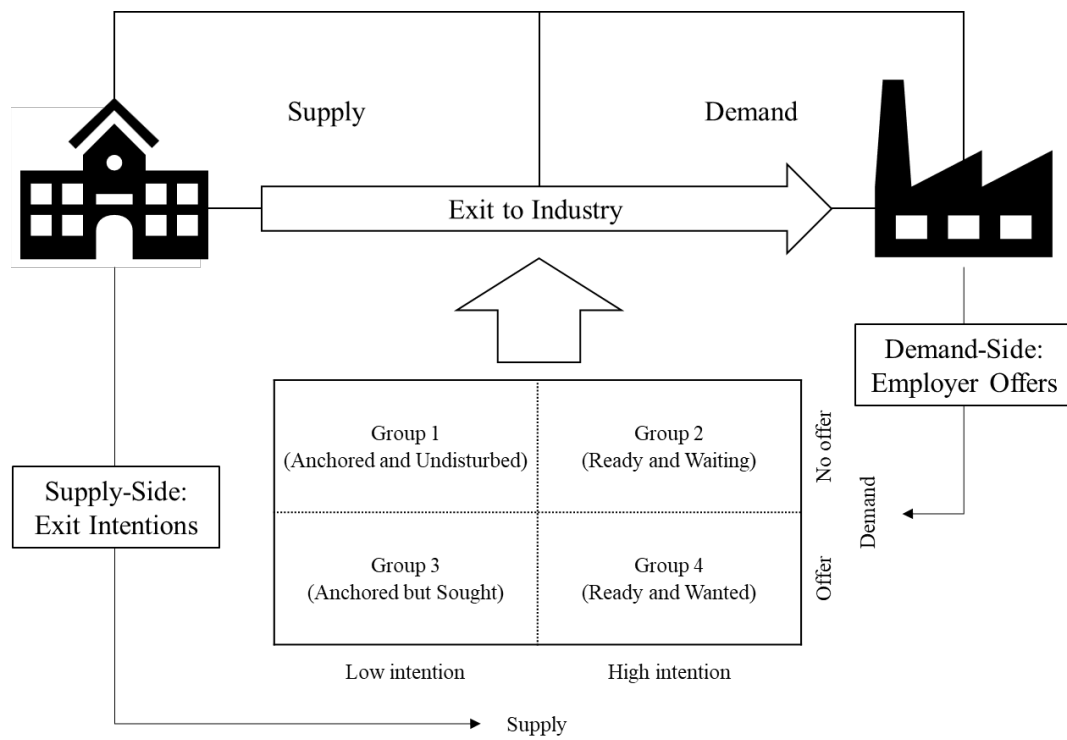 Supply
Demand
Exit to Industry
Demand-Side:
Employer Offers
Supply-Side:
Exit Intentions
Group 1
(Anchored and Undisturbed)
Group 2
(Ready and Waiting)
No offer
Group 3
(Anchored but Sought)
Group 4
(Ready and Wanted)
Offer
Demand
Low intention
High intention
Supply